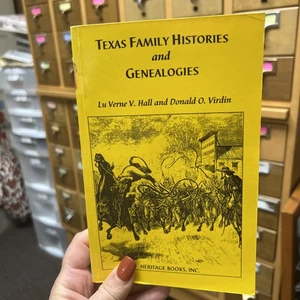 TEXAS FAMILY HISTORIES
and
GENEALOGIES
Lu Verne V. Hall and Donald O. Virdin
HERITAGE BOOKS, INC.